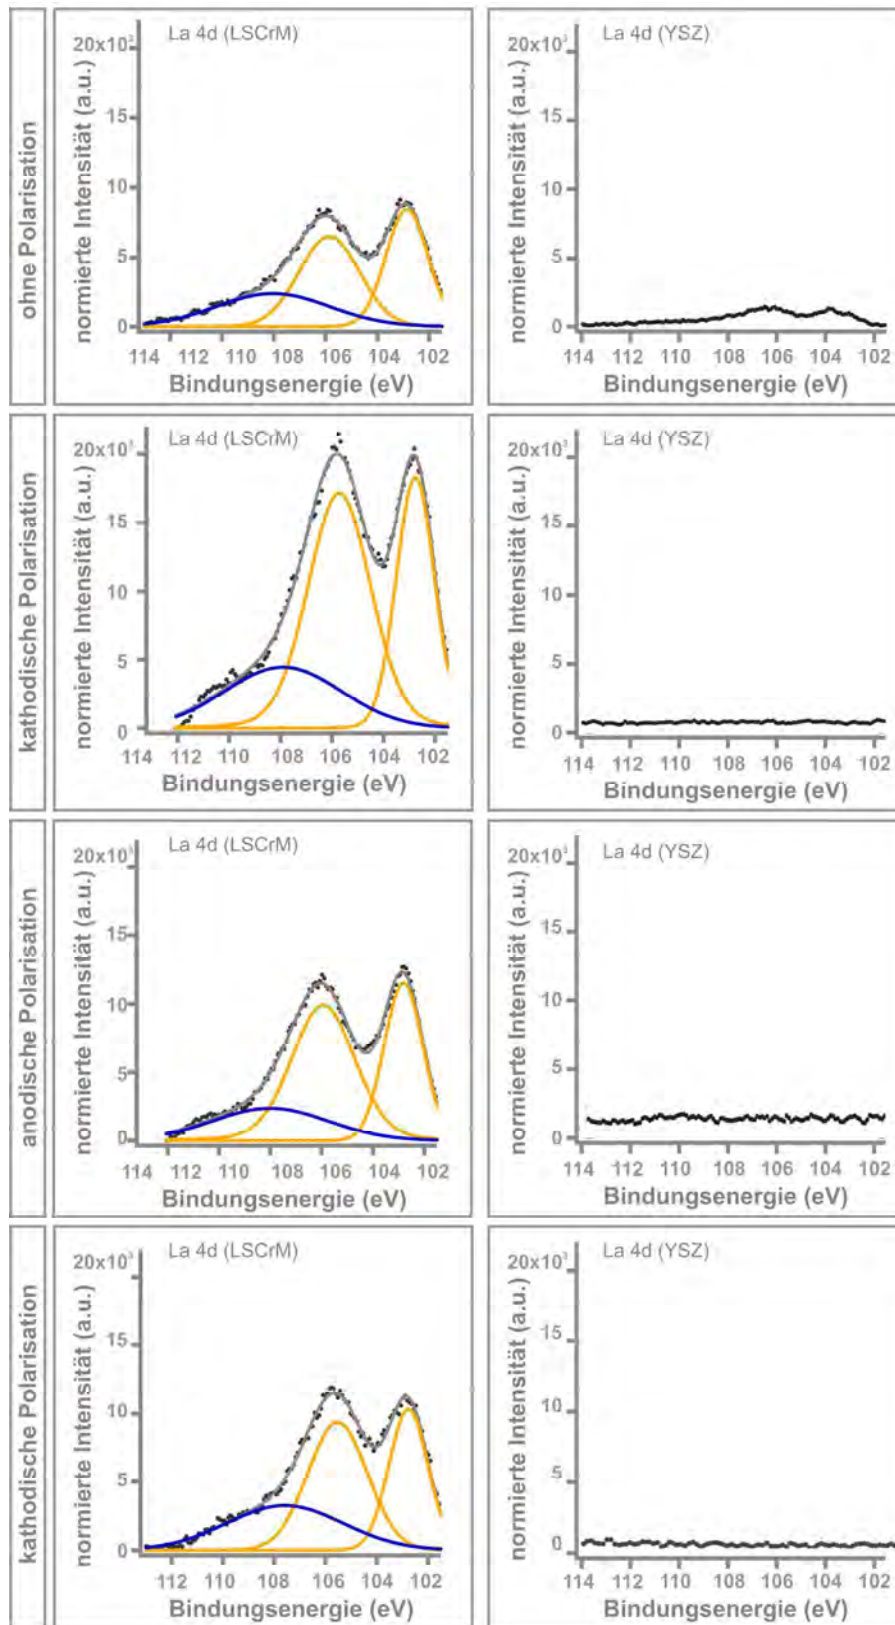 ohne Polarisation
La 4d (LSCrM)
normierte Intensität (a.u.)
20x10³
15
10
5
0
114 112 110 108 106 104 102
Bindungsenergie (eV)
La 4d (YSZ)
normierte Intensität (a.u.)
20x10³
15
10
5
0
114 112 110 108 106 104 102
Bindungsenergie (eV)
kathodische Polarisation
La 4d (LSCrM)
normierte Intensität (a.u.)
20x10³
15
10
5
0
114 112 110 108 106 104 102
Bindungsenergie (eV)
La 4d (YSZ)
normierte Intensität (a.u.)
20x10³
15
10
5
0
114 112 110 108 106 104 102
Bindungsenergie (eV)
anodische Polarisation
La 4d (LSCrM)
normierte Intensität (a.u.)
20x10³
15
10
5
0
114 112 110 108 106 104 102
Bindungsenergie (eV)
La 4d (YSZ)
normierte Intensität (a.u.)
20x10³
15
10
5
0
114 112 110 108 106 104 102
Bindungsenergie (eV)
kathodische Polarisation
La 4d (LSCrM)
normierte Intensität (a.u.)
20x10³
15
10
5
0
112 110 108 106 104 102
Bindungsenergie (eV)
La 4d (YSZ)
normierte Intensität (a.u.)
20x10³
15
10
5
0
114 112 110 108 106 104 102
Bindungsenergie (eV)